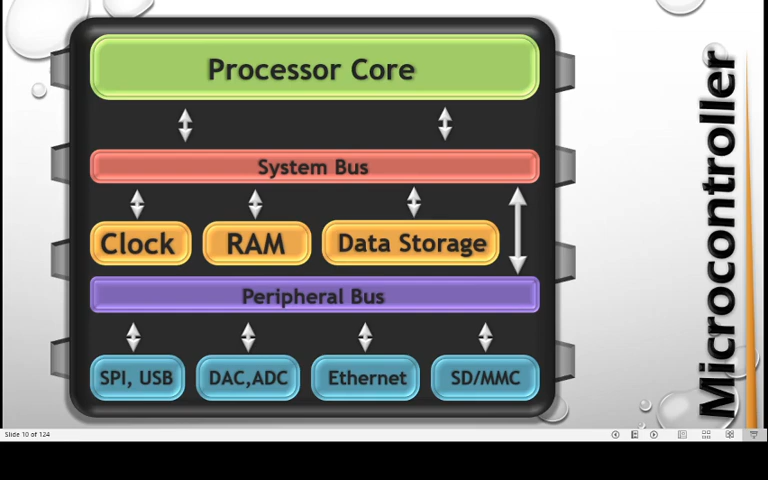 Processor Core
System Bus
Clock RAM Data Storage
Peripheral Bus
SPI, USB DAC,ADC Ethernet SD/MMC
Microcontroller
Slide 10 of 124